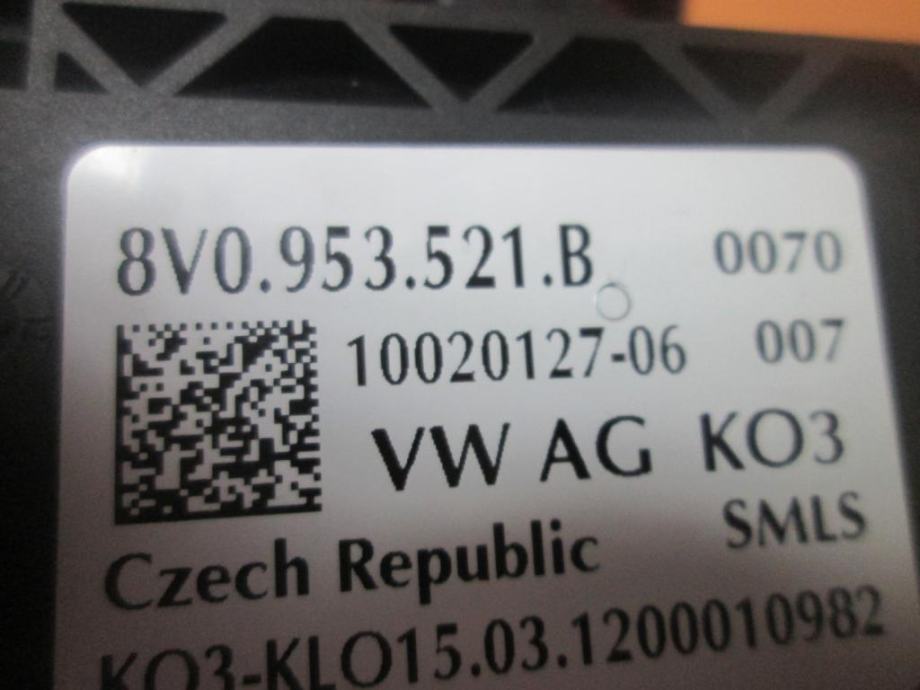 8V0.953.521.B 0070
10020127-06 007
VW AG KO3
SMLS
Czech Republic
KO3-KLO15.03.1200010982